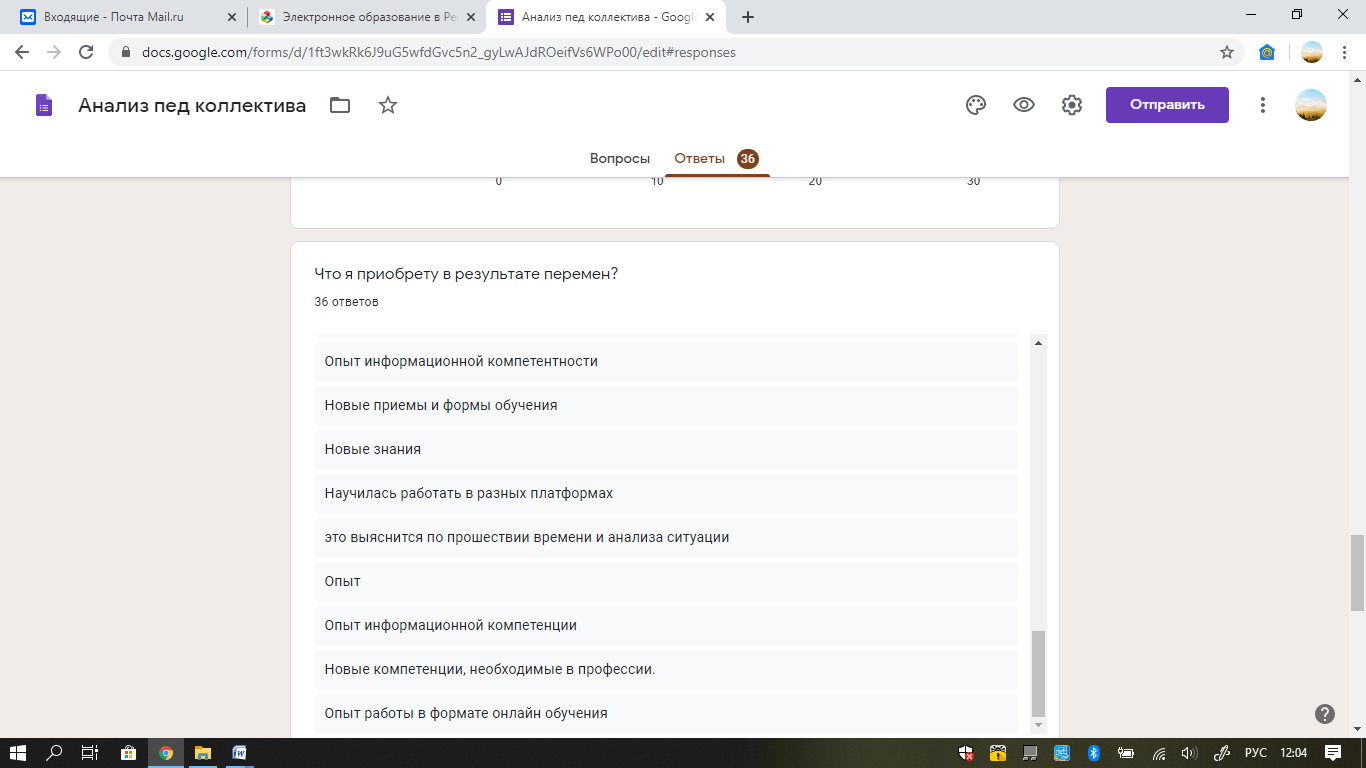 Входящие - Почта Mail.ru
Электронное образование в Ре
Анализ пед коллектива - Google
docs.google.com/forms/d/1ft3wkRk6J9uG5wfdGvc5n2_gyLwAJdROeifVs6WPo00/edit#responses
Анализ пед коллектива
Отправить
Вопросы
Ответы 36
0 10 20 30
Что я приобрету в результате перемен?
36 ответов
Опыт информационной компетентности
Новые приемы и формы обучения
Новые знания
Научилась работать в разных платформах
это выяснится по прошествии времени и анализа ситуации
Опыт
Опыт информационной компетенции
Новые компетенции, необходимые в профессии.
Опыт работы в формате онлайн обучения
РУС 12:04